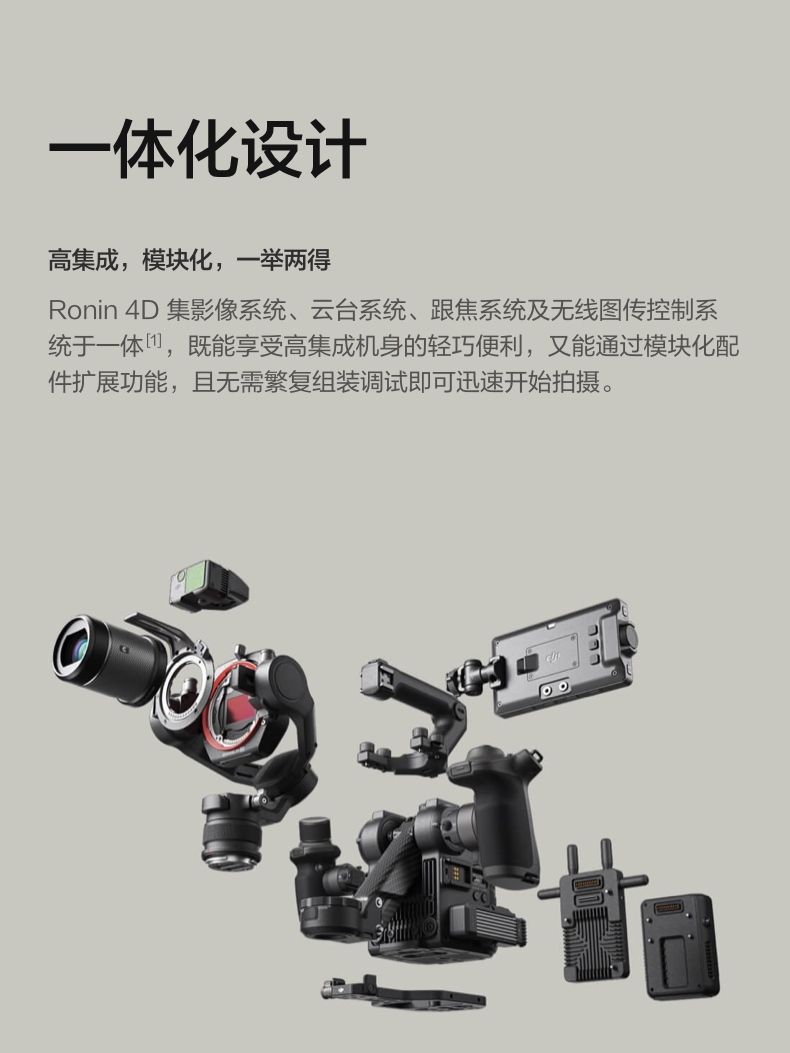 一体化设计
高集成，模块化，一举两得
Ronin 4D 集影像系统、云台系统、跟焦系统及无线图传控制系
统于一体[1]，既能享受高集成机身的轻巧便利，又能通过模块化配
件扩展功能，且无需繁复组装调试即可迅速开始拍摄。
dji